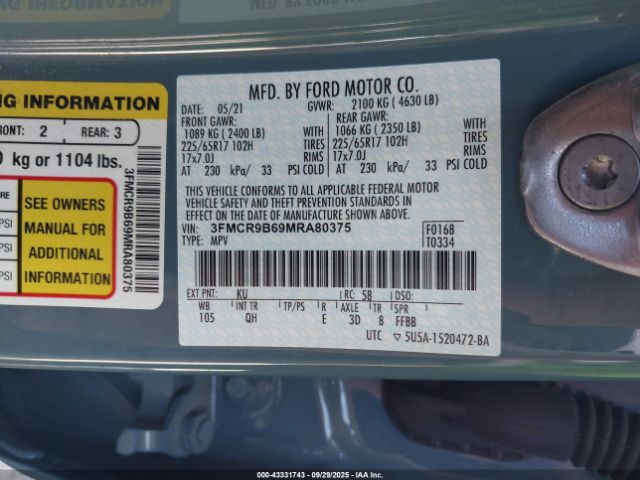 NG INFORMATION
FRONT: 2 REAR: 3
kg or 1104 lbs.
SEE OWNERS
MANUAL FOR
ADDITIONAL
INFORMATION
PSI
PSI
PSI
3FMCR9B69MRA80375
MFD. BY FORD MOTOR CO.
DATE: 05/21 GVWR: 2100 KG ( 4630 LB)
FRONT GAWR: REAR GAWR:
1089 KG ( 2400 LB) WITH 1066 KG ( 2350 LB) WITH
225/65R17 102H TIRES 225/65R17 102H TIRES
17x7.0J RIMS 17x7.0J RIMS
AT 230 kPa/ 33 PSI COLD AT 230 kPa/ 33 PSI COLD
THIS VEHICLE CONFORMS TO ALL APPLICABLE FEDERAL MOTOR
VEHICLE SAFETY AND THEFT PREVENTION STANDARDS IN
EFFECT ON THE DATE OF MANUFACTURE SHOWN ABOVE.
VIN: 3FMCR9B69MRA80375 F0168
TYPE: MPV T0334
EXT PNT: KU RC: 58 DSO:
WB INT TR TP/PS R AXLE TR SPR
105 QH E 3D 8 FFBB
UTC ▽ 5U5A-1520472-BA
000-43331743 - 09/29/2025 - IAA, Inc.